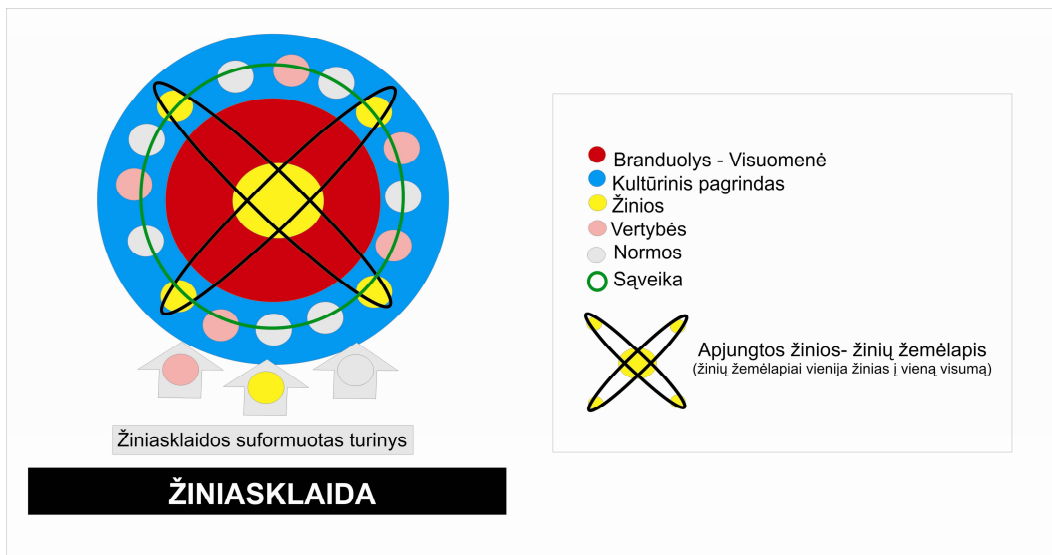 Branduolys - Visuomenė
Kultūrinis pagrindas
Žinios
Vertybės
Normos
Sąveika
Apjungtos žinios- žinių žemėlapis
(žinių žemėlapiai vienija žinias į vieną visumą)
Žiniasklaidos suformuotas turinys
ŽINIASKLAIDA